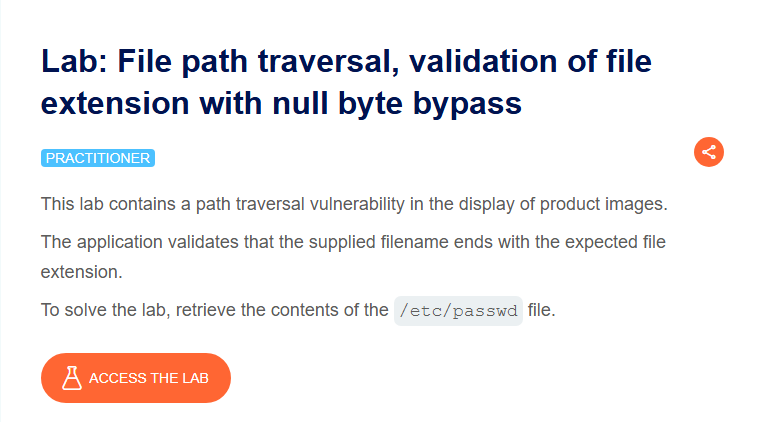 Lab: File path traversal, validation of file
extension with null byte bypass
PRACTITIONER
This lab contains a path traversal vulnerability in the display of product images.
The application validates that the supplied filename ends with the expected file
extension.
To solve the lab, retrieve the contents of the /etc/passwd file.
ACCESS THE LAB